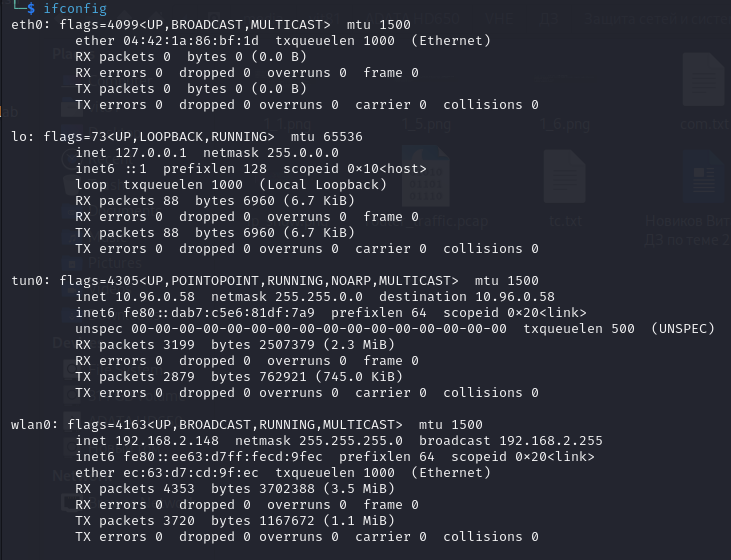 └─$ ifconfig
eth0: flags=4099<UP,BROADCAST,MULTICAST>  mtu 1500
        ether 04:42:1a:86:bf:1d  txqueuelen 1000  (Ethernet)
        RX packets 0  bytes 0 (0.0 B)
        RX errors 0  dropped 0  overruns 0  frame 0
        TX packets 0  bytes 0 (0.0 B)
        TX errors 0  dropped 0 overruns 0  carrier 0  collisions 0

lo: flags=73<UP,LOOPBACK,RUNNING>  mtu 65536
        inet 127.0.0.1  netmask 255.0.0.0
        inet6 ::1  prefixlen 128  scopeid 0x10<host>
        loop  txqueuelen 1000  (Local Loopback)
        RX packets 88  bytes 6960 (6.7 KiB)
        RX errors 0  dropped 0  overruns 0  frame 0
        TX packets 88  bytes 6960 (6.7 KiB)
        TX errors 0  dropped 0 overruns 0  carrier 0  collisions 0

tun0: flags=4305<UP,POINTOPOINT,RUNNING,NOARP,MULTICAST>  mtu 1500
        inet 10.96.0.58  netmask 255.255.0.0  destination 10.96.0.58
        inet6 fe80::dab7:c5e6:81df:7a9  prefixlen 64  scopeid 0x20<link>
        unspec 00-00-00-00-00-00-00-00-00-00-00-00-00-00-00-00  txqueuelen 500  (UNSPEC)
        RX packets 3199  bytes 2507379 (2.3 MiB)
        RX errors 0  dropped 0  overruns 0  frame 0
        TX packets 2879  bytes 762921 (745.0 KiB)
        TX errors 0  dropped 0 overruns 0  carrier 0  collisions 0

wlan0: flags=4163<UP,BROADCAST,RUNNING,MULTICAST>  mtu 1500
        inet 192.168.2.148  netmask 255.255.255.0  broadcast 192.168.2.255
        inet6 fe80::ee63:d7ff:fecd:9fec  prefixlen 64  scopeid 0x20<link>
        ether ec:63:d7:cd:9f:ec  txqueuelen 1000  (Ethernet)
        RX packets 4353  bytes 3702388 (3.5 MiB)
        RX errors 0  dropped 0  overruns 0  frame 0
        TX packets 3720  bytes 1167672 (1.1 MiB)
        TX errors 0  dropped 0 overruns 0  carrier 0  collisions 0